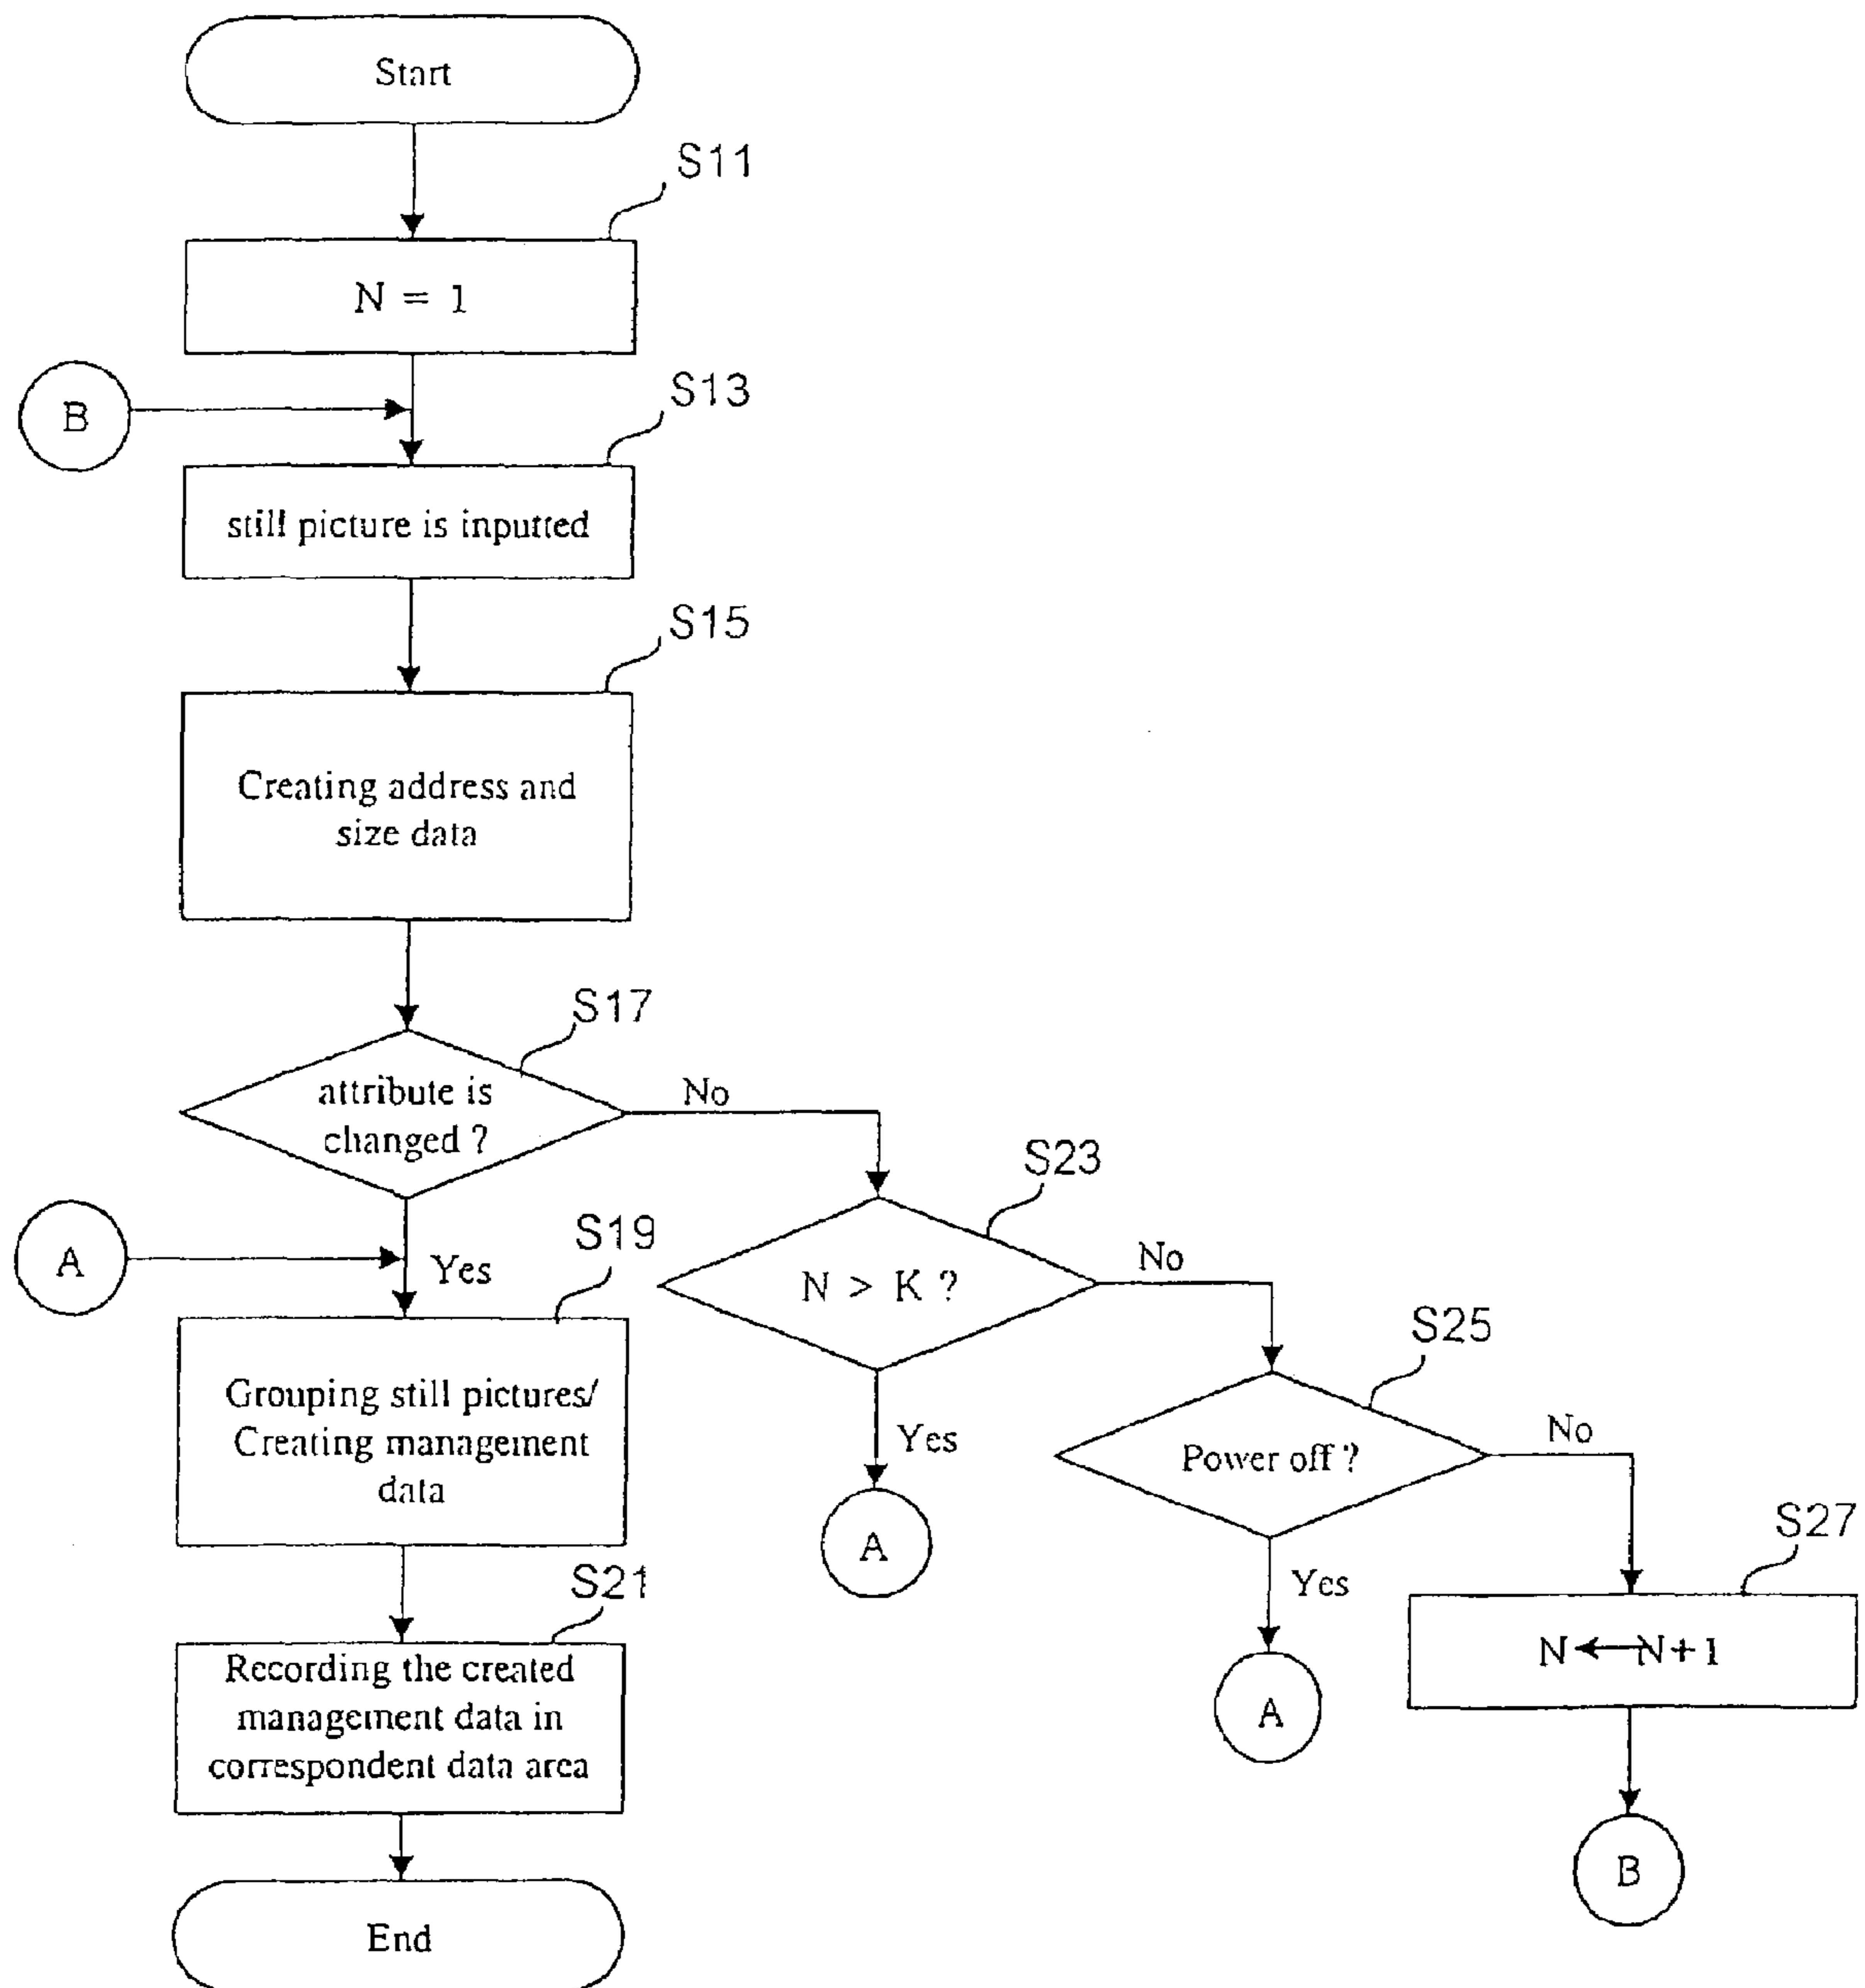 Start
S11
N = 1
B
S13
still picture is inputted
S15
Creating address and
size data
S17
attribute is
changed ?
No
S23
A
Yes
S19
N > K ?
No
S25
Grouping still pictures/
Creating management
data
Yes
A
Power off ?
No
S27
Yes
A
N ← N+1
B
S21
Recording the created
management data in
correspondent data area
End